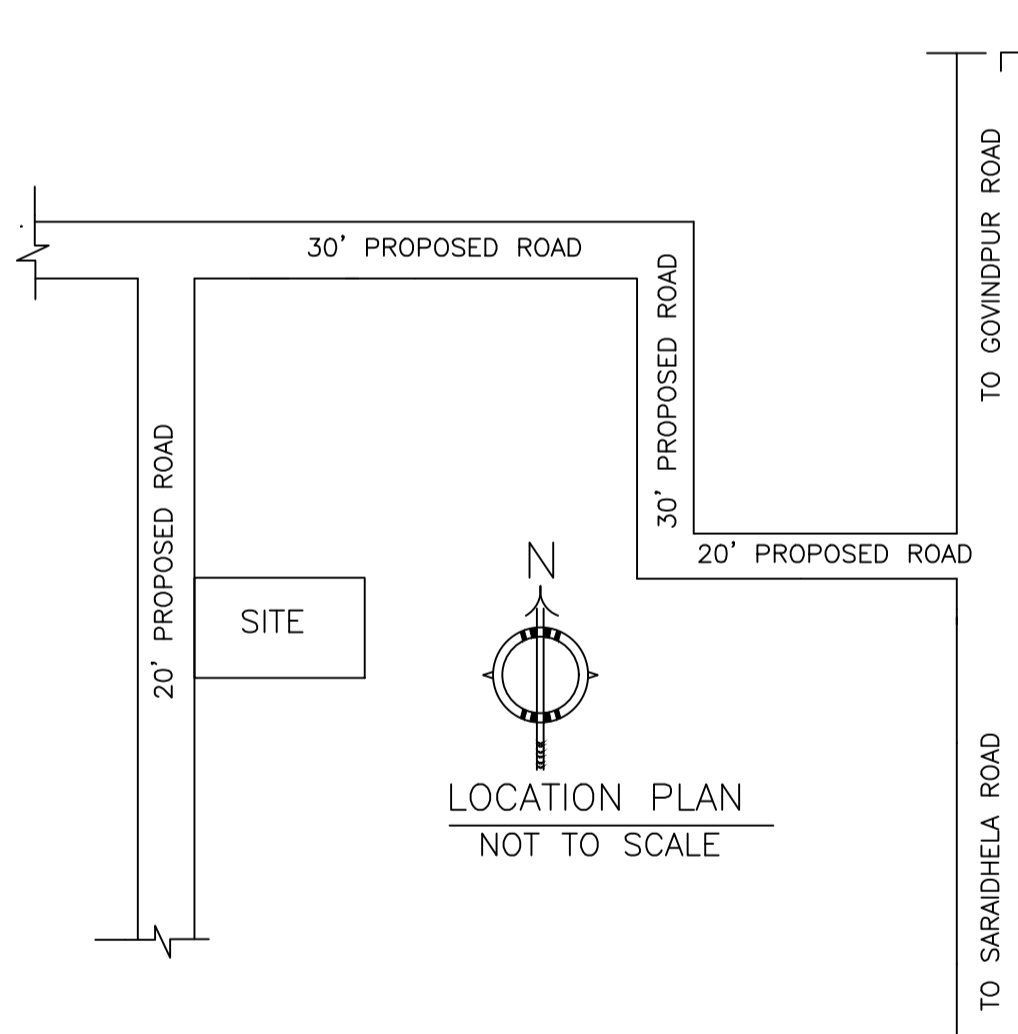 TO GOVINDPUR ROAD
30' PROPOSED ROAD
30' PROPOSED ROAD
20' PROPOSED ROAD
20' PROPOSED ROAD
N
SITE
LOCATION PLAN
NOT TO SCALE
TO SARAIDHELA ROAD